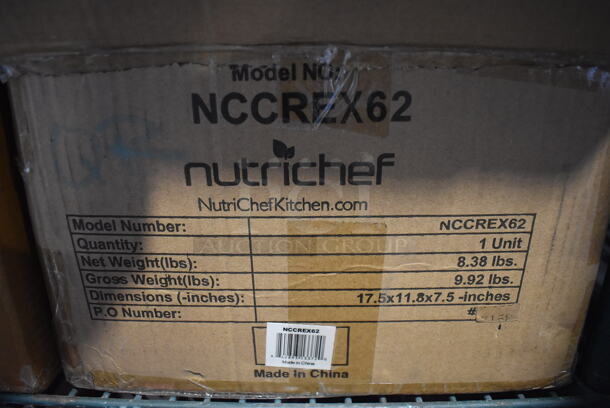 Model NO:
NCCREX62
nutrichef
NutriChefKitchen.com
Model Number: NCCREX62
Quantity: 1 Unit
AUCTION GROUP
Net Weight(lbs): 8.38 lbs.
Gross Weight(lbs): 9.92 lbs.
Dimensions (-inches): 17.5x11.8x7.5 -inches
P.O Number: #
NCCREX62
Made in China
Made in China